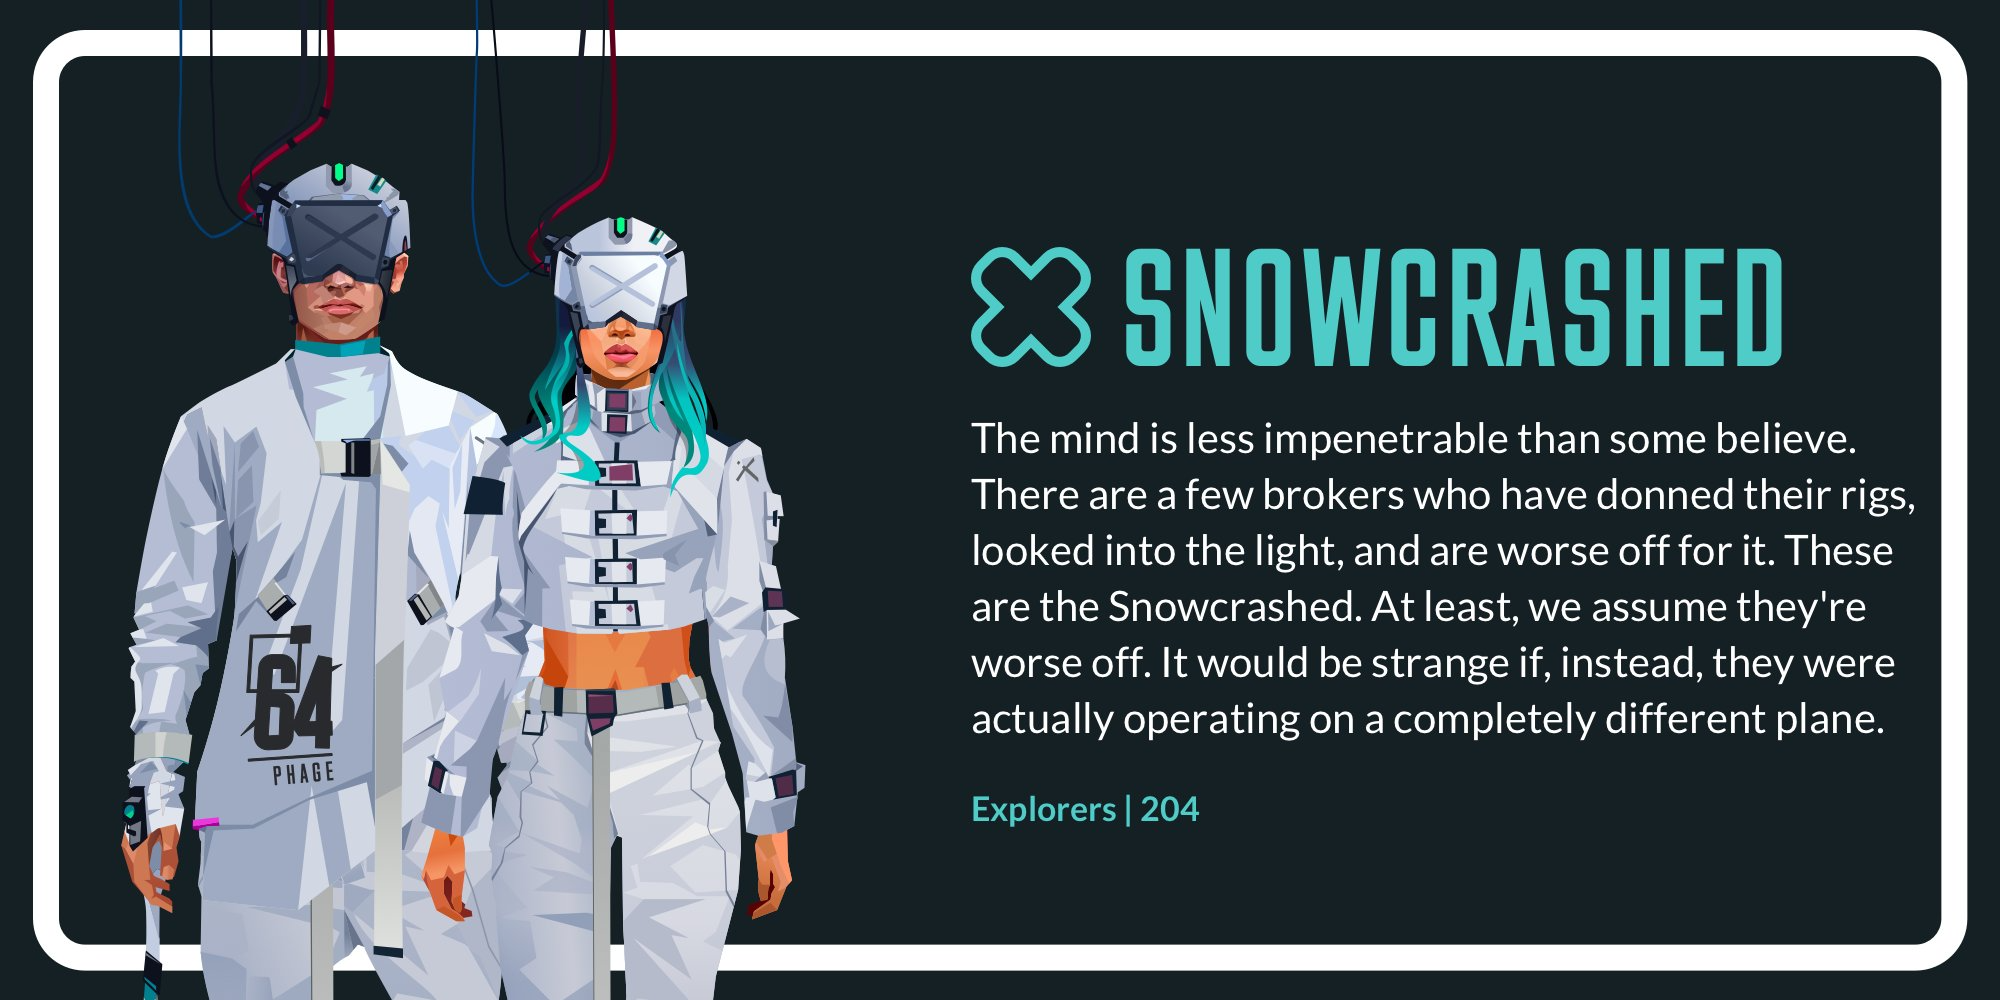 SNOWCRASHED
The mind is less impenetrable than some believe.
There are a few brokers who have donned their rigs,
looked into the light, and are worse off for it. These
are the Snowcrashed. At least, we assume they're
worse off. It would be strange if, instead, they were
actually operating on a completely different plane.
Explorers | 204
64
PHAGE